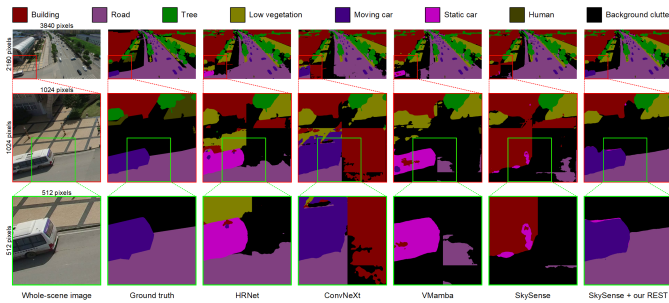 Building Road Tree Low vegetation Moving car Static car Human Background clutte
3840 pixels
2160 pixels
1024 pixels
1024 pixels
512 pixels
512 pixels
Whole-scene image Ground truth HRNet ConvNeXt VMamba SkySense SkySense + our REST